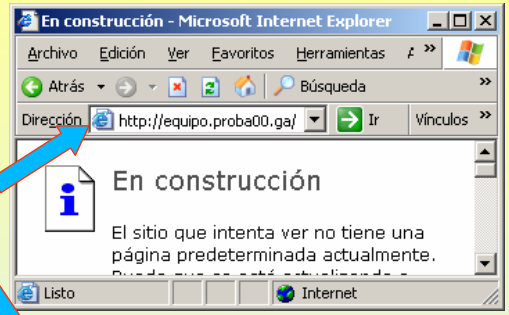 En construcción - Microsoft Internet Explorer
Archivo Edición Ver Favoritos Herramientas »
Atrás Búsqueda »
Dirección http://equipo.proba00.ga/ Ir Vínculos »
i
En construcción
El sitio que intenta ver no tiene una
página predeterminada actualmente.
Listo Internet